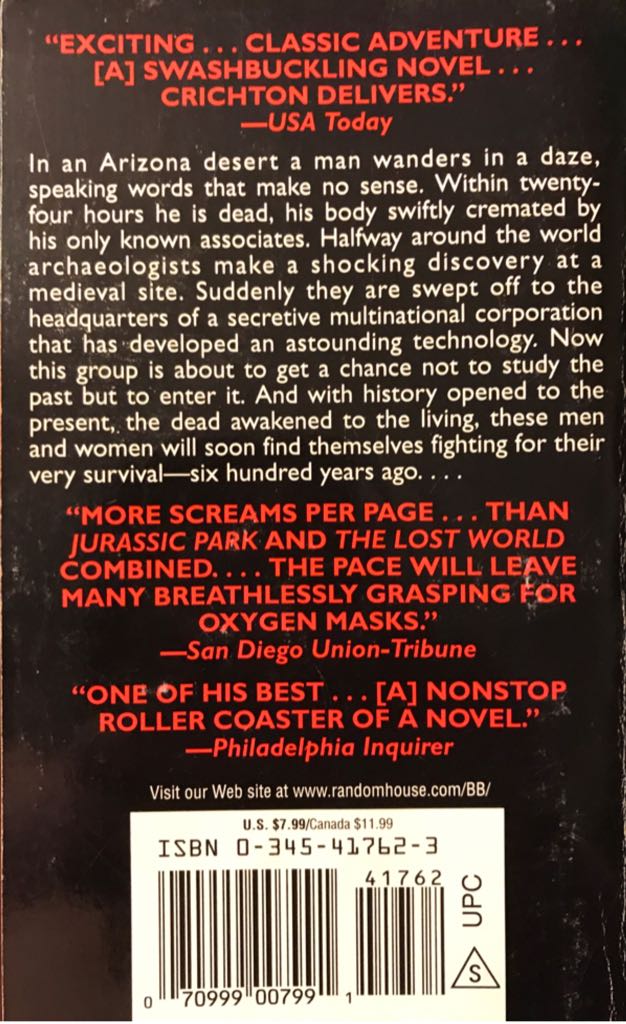 “EXCITING . . . CLASSIC ADVENTURE . . .
[A] SWASHBUCKLING NOVEL . . .
CRICHTON DELIVERS.”
—USA Today
In an Arizona desert a man wanders in a daze,
speaking words that make no sense. Within twenty-
four hours he is dead, his body swiftly cremated by
his only known associates. Halfway around the world
archaeologists make a shocking discovery at a
medieval site. Suddenly they are swept off to the
headquarters of a secretive multinational corporation
that has developed an astounding technology. Now
this group is about to get a chance not to study the
past but to enter it. And with history opened to the
present, the dead awakened to the living, these men
and women will soon find themselves fighting for their
very survival—six hundred years ago. . . .
“MORE SCREAMS PER PAGE . . . THAN
JURASSIC PARK AND THE LOST WORLD
COMBINED. . . . THE PACE WILL LEAVE
MANY BREATHLESSLY GRASPING FOR
OXYGEN MASKS.”
—San Diego Union-Tribune
“ONE OF HIS BEST . . . [A] NONSTOP
ROLLER COASTER OF A NOVEL.”
—Philadelphia Inquirer
Visit our Web site at www.randomhouse.com/BB/
U.S. $7.99/Canada $11.99
ISBN 0-345-41762-3
41762
UPC
S
0 70999 00799 1